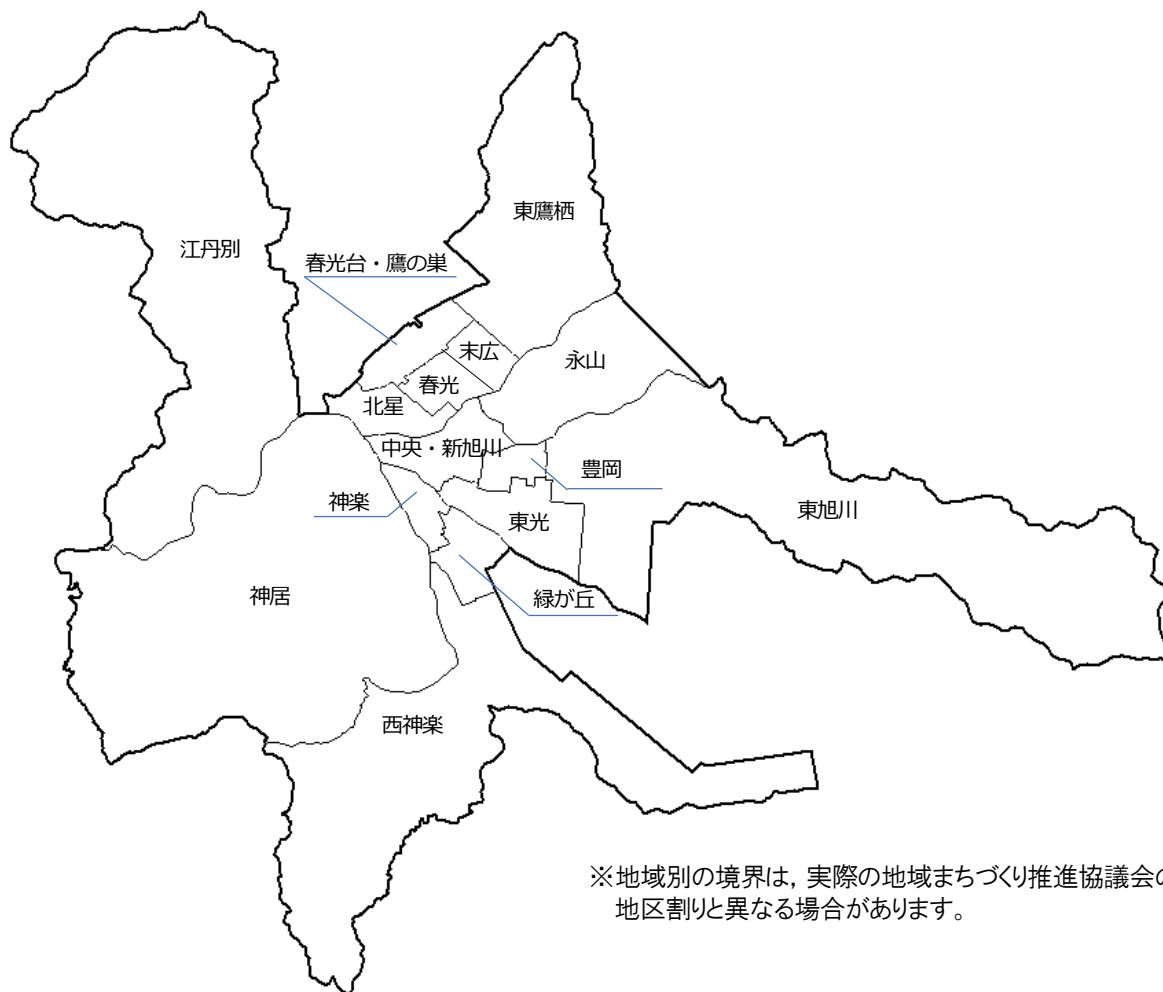 東鷹栖
江丹別
春光台・鷹の巣
末広
永山
春光
北星
中央・新旭川
豊岡
神楽
東光
東旭川
神居
緑が丘
西神楽
※地域別の境界は，実際の地域まちづくり推進協議会の
地区割りと異なる場合があります。